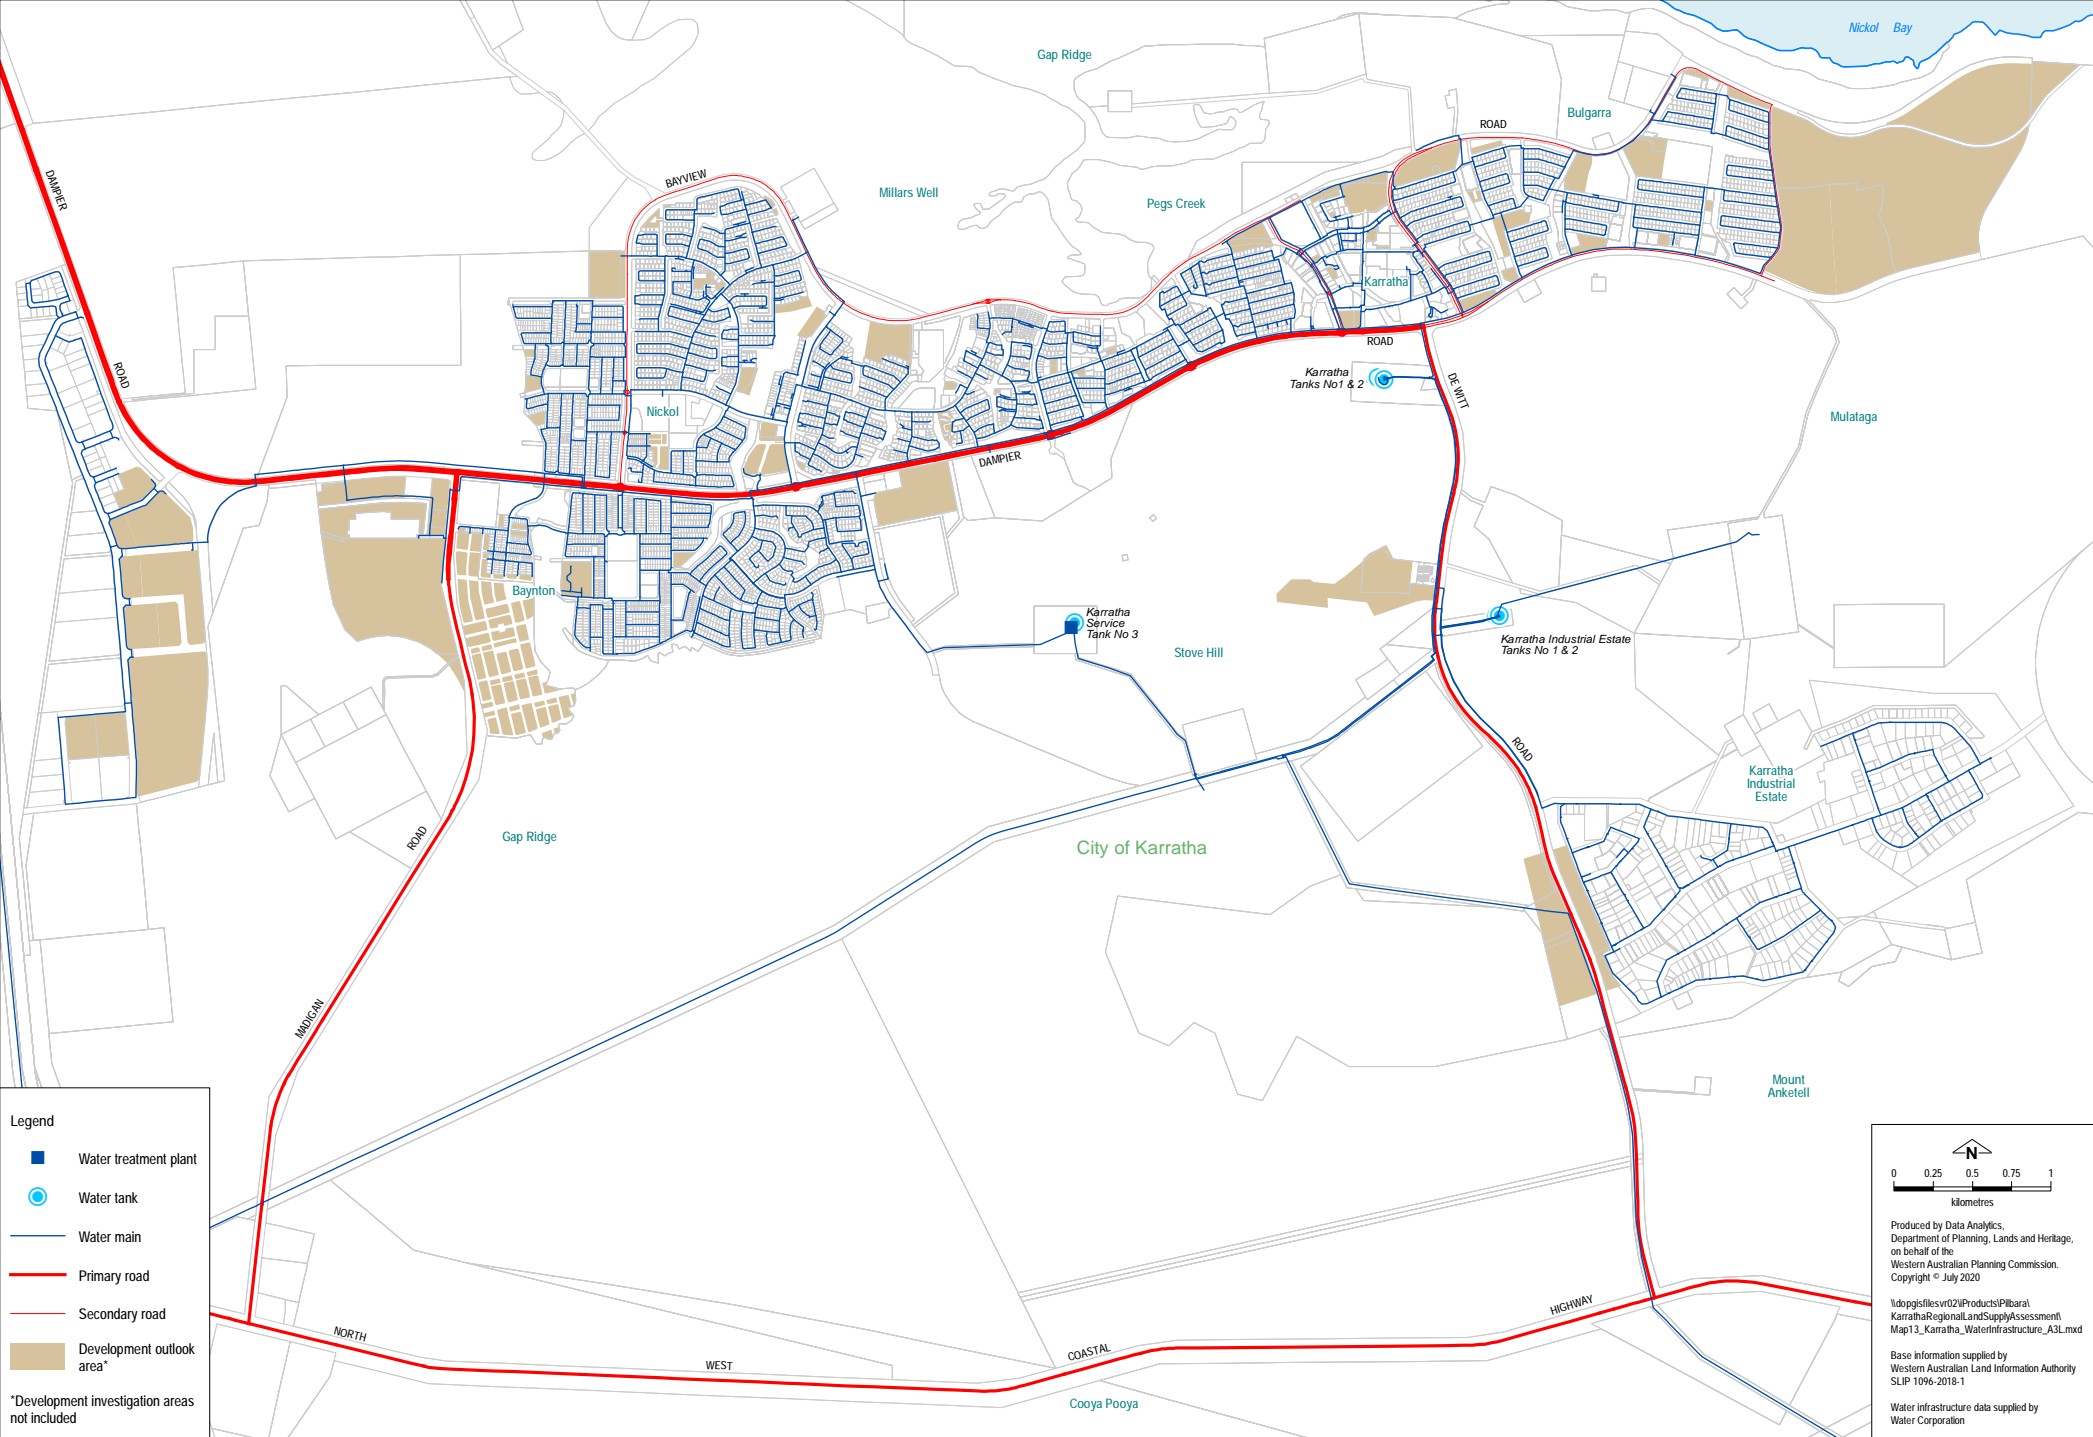 Nickol Bay
Gap Ridge
Bulgarra
ROAD
DAMPIER
BAYVIEW
Millars Well
Pegs Creek
Karratha
ROAD
ROAD
Karratha
Tanks No1 & 2
DE WITT
Nickol
Mulataga
DAMPIER
Baynton
Karratha
Service
Tank No 3
Stove Hill
Karratha Industrial Estate
Tanks No 1 & 2
ROAD
Karratha
Industrial
Estate
ROAD
Gap Ridge
City of Karratha
MADIGAN
Mount
Anketell
HIGHWAY
NORTH
WEST
COASTAL
Cooya Pooya
Legend
Water treatment plant
Water tank
Water main
Primary road
Secondary road
Development outlook
area*
*Development investigation areas
not included
N
0 0.25 0.5 0.75 1
kilometres
Produced by Data Analytics,
Department of Planning, Lands and Heritage,
on behalf of the
Western Australian Planning Commission.
Copyright © July 2020
\\dopgisfilesvr02\iProducts\Pilbara\
KarrathaRegionalLandSupplyAssessment\
Map13_Karratha_WaterInfrastructure_A3L.mxd
Base information supplied by
Western Australian Land Information Authority
SLIP 1096-2018-1
Water infrastructure data supplied by
Water Corporation